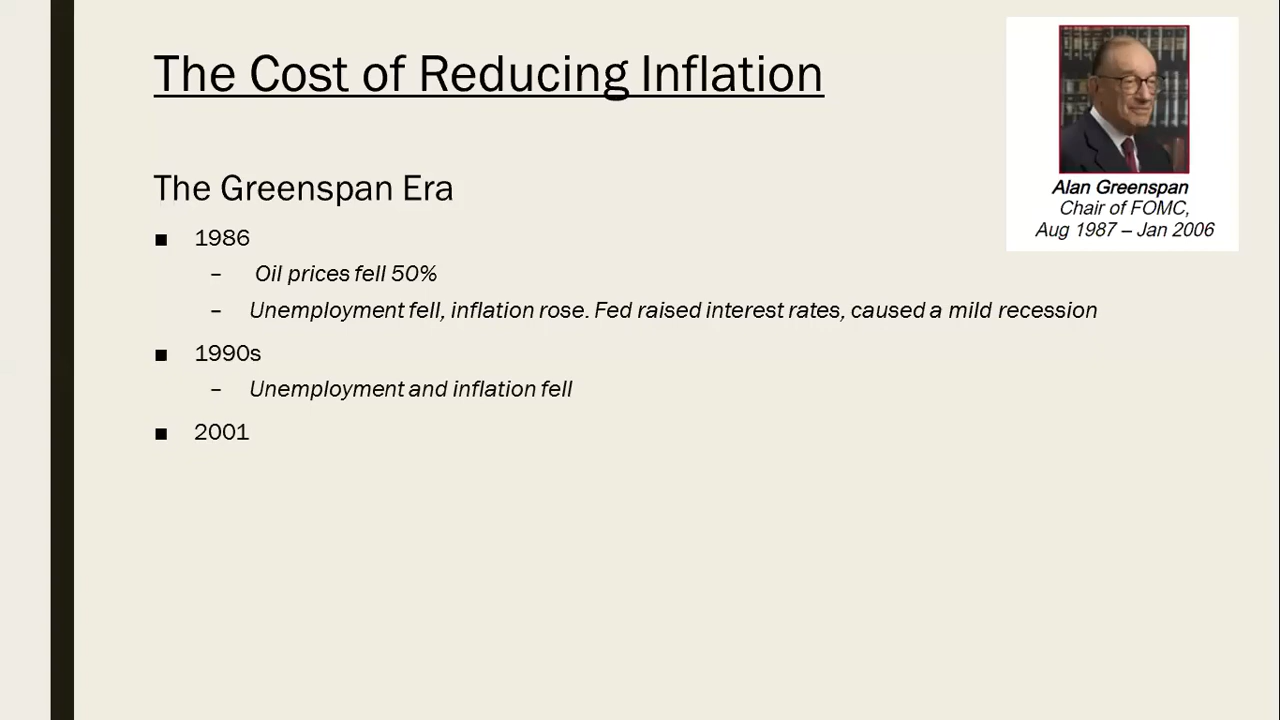 The Cost of Reducing Inflation
Alan Greenspan
Chair of FOMC,
Aug 1987 – Jan 2006
The Greenspan Era
■ 1986
– Oil prices fell 50%
– Unemployment fell, inflation rose. Fed raised interest rates, caused a mild recession
■ 1990s
– Unemployment and inflation fell
■ 2001